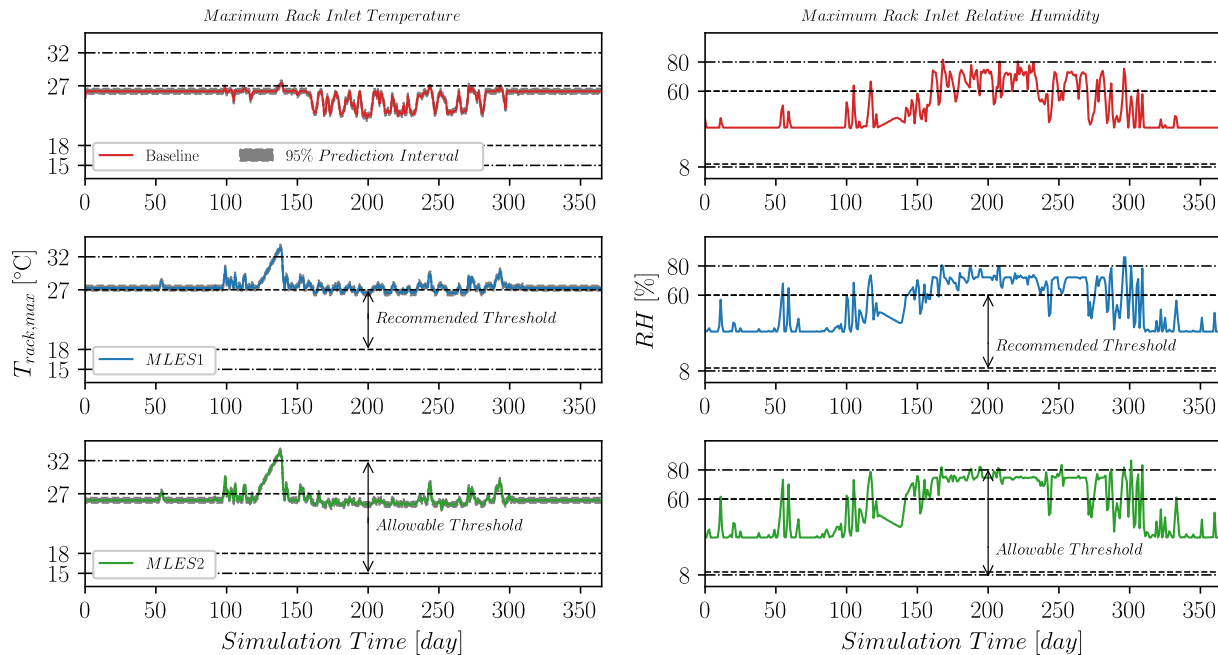 Maximum Rack Inlet Temperature
32
27
18
15
Baseline
95% Prediction Interval
0 50 100 150 200 250 300 350
Maximum Rack Inlet Relative Humidity
80
60
8
0 50 100 150 200 250 300 350
T_rack,max [°C]
32
27
18
15
Recommended Threshold
MLES1
0 50 100 150 200 250 300 350
RH [%]
80
60
8
Recommended Threshold
0 50 100 150 200 250 300 350
32
27
18
15
Allowable Threshold
MLES2
0 50 100 150 200 250 300 350
Simulation Time [day]
80
60
8
Allowable Threshold
0 50 100 150 200 250 300 350
Simulation Time [day]